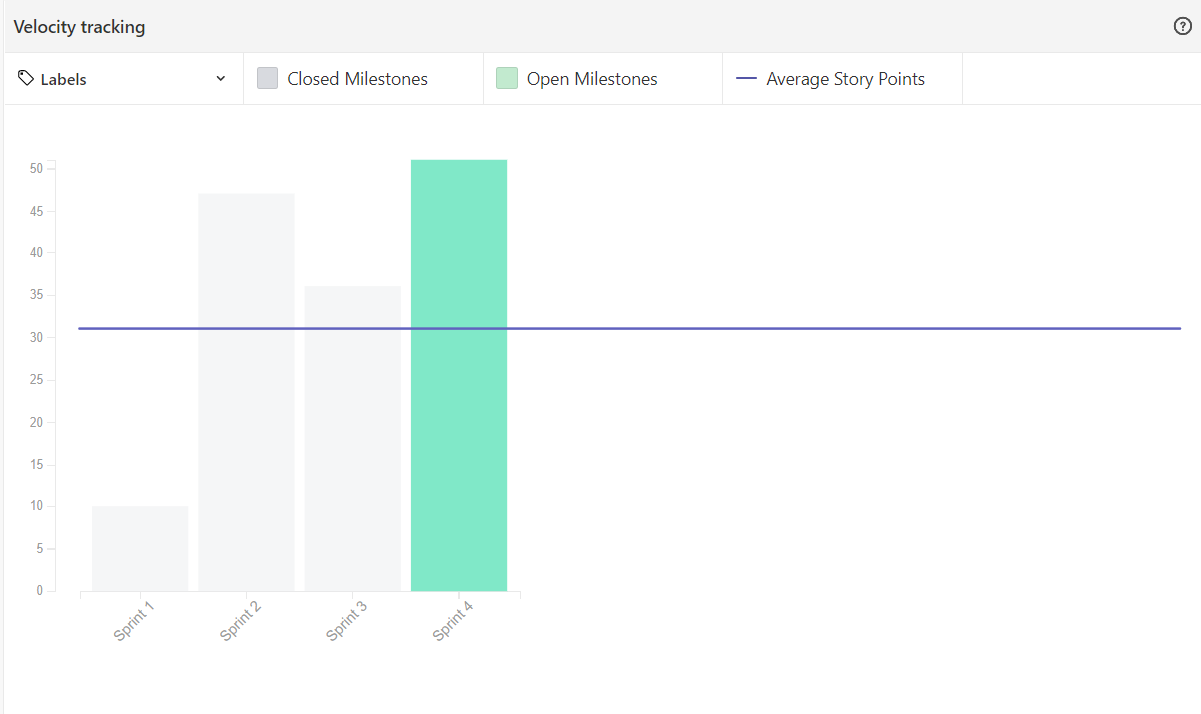 Velocity tracking
Labels
Closed Milestones
Open Milestones
Average Story Points
50
45
40
35
30
25
20
15
10
5
0
Sprint 1
Sprint 2
Sprint 3
Sprint 4